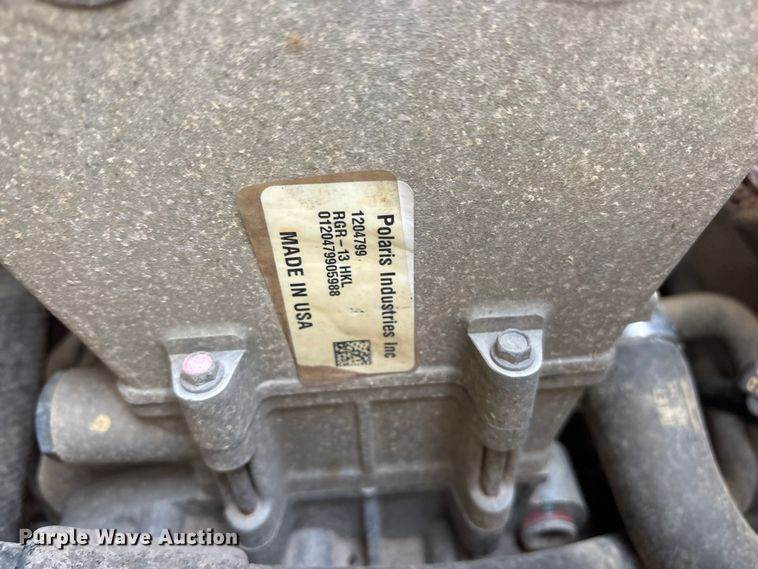 Polaris Industries Inc
1204799
RGR-13 HKL
0120479905988
MADE IN USA
Purple Wave Auction